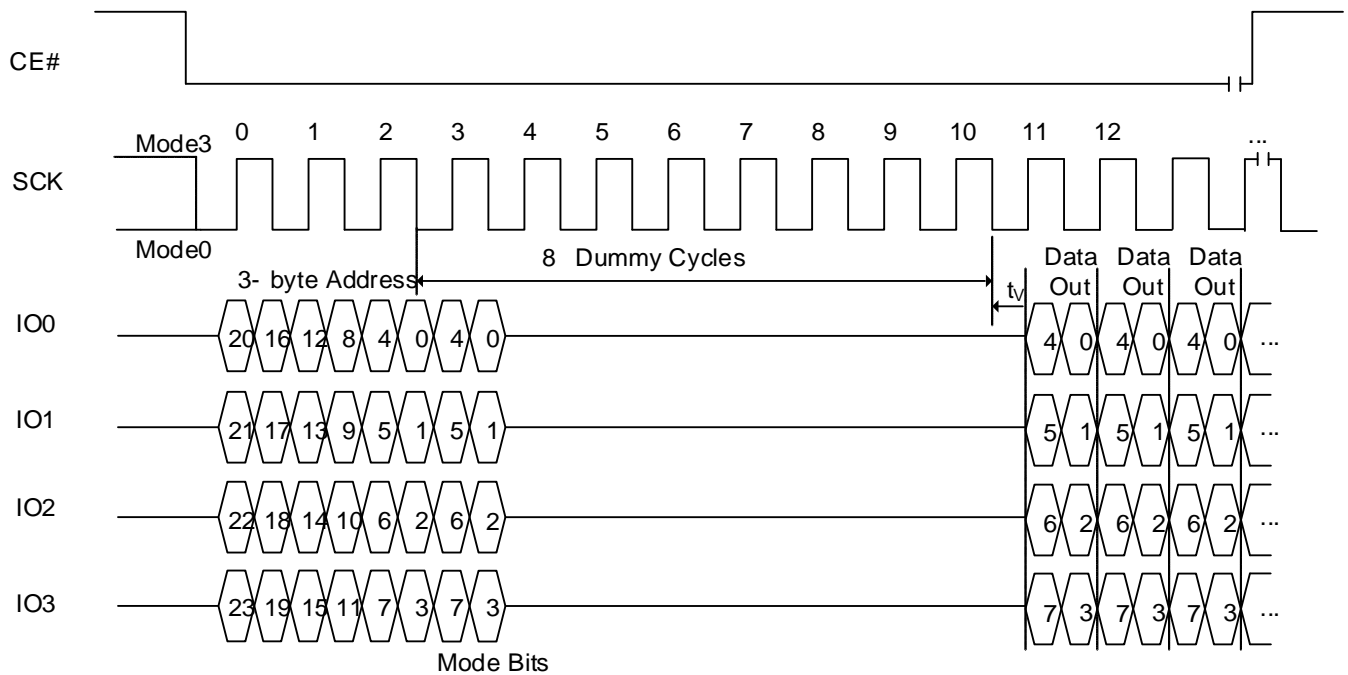 CE#
0 1 2 3 4 5 6 7 8 9 10 11 12 ...
Mode3
SCK
Mode0
8 Dummy Cycles
Data Data Data
3- byte Address
Out Out Out
tV
IO0
20 16 12 8 4 0 4 0 4 0 4 0 4 0 ...
IO1
21 17 13 9 5 1 5 1 5 1 5 1 5 1 ...
IO2
22 18 14 10 6 2 6 2 6 2 6 2 6 2 ...
IO3
23 19 15 11 7 3 7 3 7 3 7 3 7 3 ...
Mode Bits